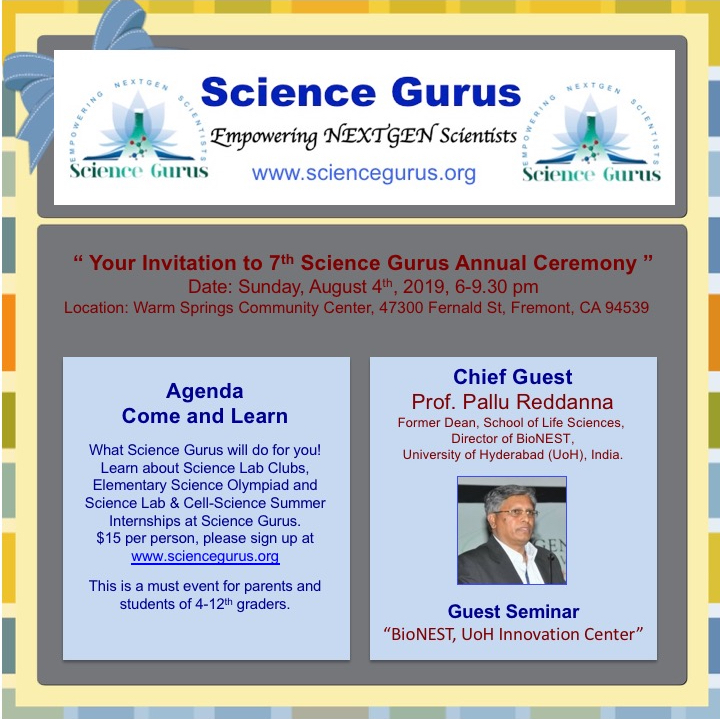 EMPOWERING NEXTGEN SCIENTISTS
Science Gurus
Science Gurus
Empowering NEXTGEN Scientists
www.sciencegurus.org
EMPOWERING NEXTGEN SCIENTISTS
Science Gurus
“ Your Invitation to 7th Science Gurus Annual Ceremony ”
Date: Sunday, August 4th, 2019, 6-9.30 pm
Location: Warm Springs Community Center, 47300 Fernald St, Fremont, CA 94539
Agenda
Come and Learn
What Science Gurus will do for you!
Learn about Science Lab Clubs,
Elementary Science Olympiad and
Science Lab & Cell-Science Summer
Internships at Science Gurus.
$15 per person, please sign up at
www.sciencegurus.org
This is a must event for parents and
students of 4-12th graders.
Chief Guest
Prof. Pallu Reddanna
Former Dean, School of Life Sciences,
Director of BioNEST,
University of Hyderabad (UoH), India.
Guest Seminar
“BioNEST, UoH Innovation Center”